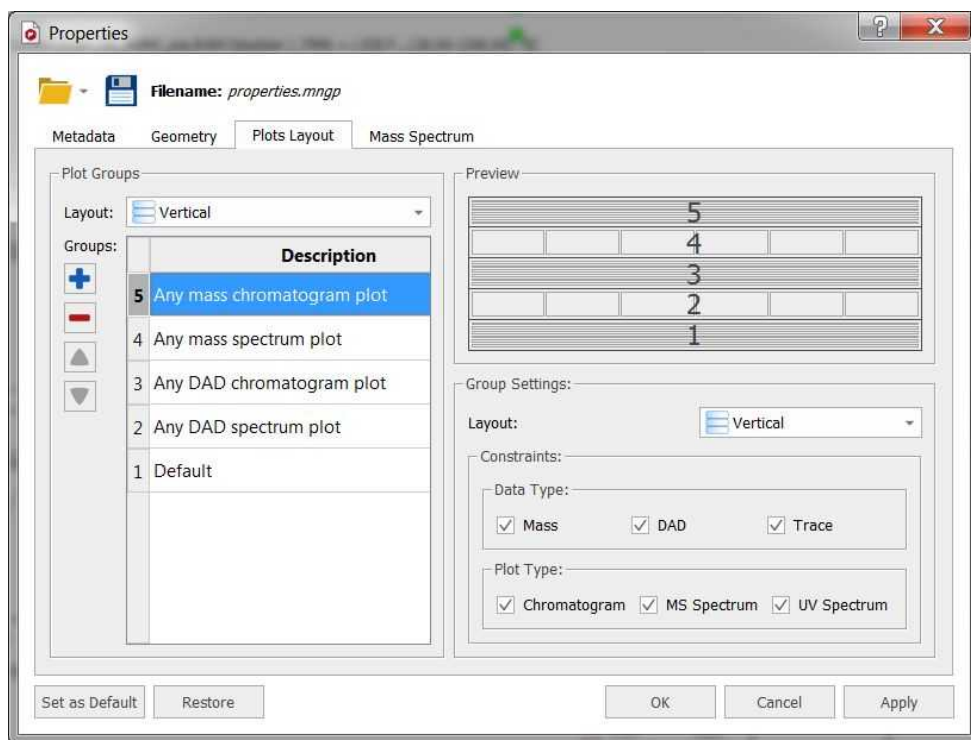 Properties
Filename: properties.mngp
Metadata Geometry Plots Layout Mass Spectrum
Plot Groups
Layout: Vertical
Groups:
Description
5 Any mass chromatogram plot
4 Any mass spectrum plot
3 Any DAD chromatogram plot
2 Any DAD spectrum plot
1 Default
Preview
5
4
3
2
1
Group Settings:
Layout: Vertical
Constraints:
Data Type:
Mass DAD Trace
Plot Type:
Chromatogram MS Spectrum UV Spectrum
Set as Default Restore OK Cancel Apply